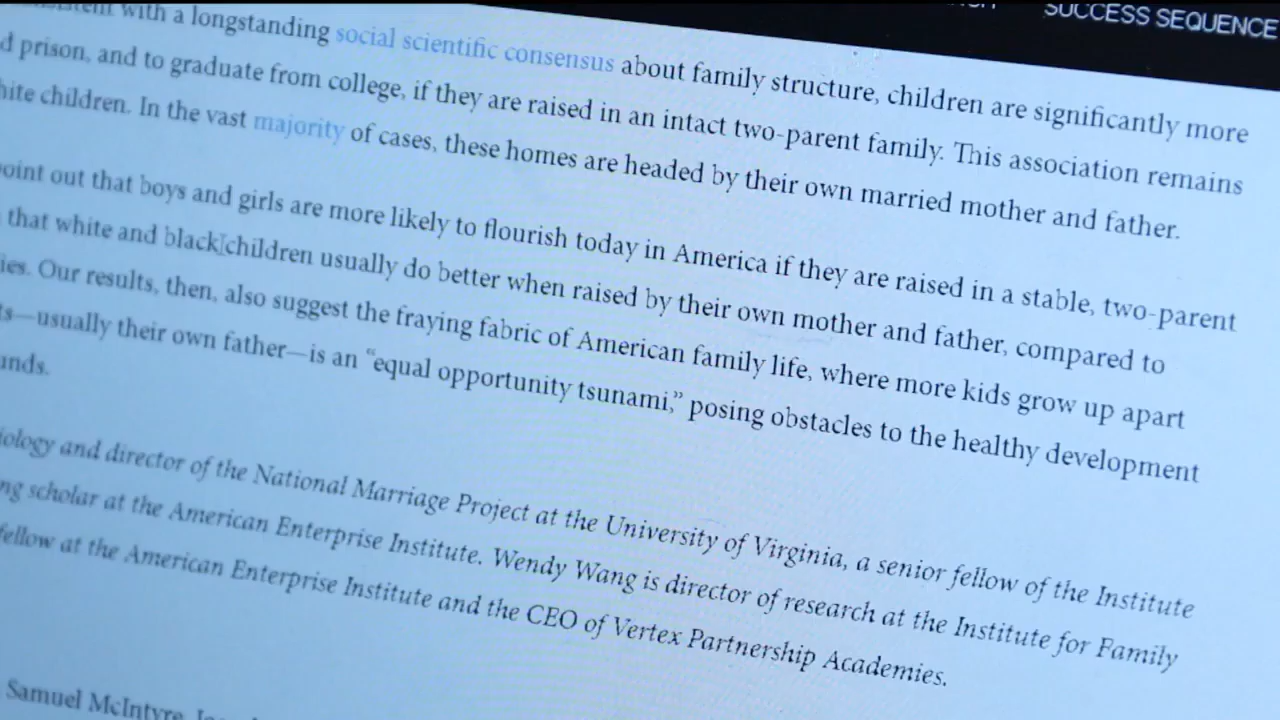 SUCCESS SEQUENCE
with a longstanding social scientific consensus about family structure, children are significantly more
d prison, and to graduate from college, if they are raised in an intact two-parent family. This association remains
hite children. In the vast majority of cases, these homes are headed by their own married mother and father.
oint out that boys and girls are more likely to flourish today in America if they are raised in a stable, two-parent
that white and black children usually do better when raised by their own mother and father, compared to
ies. Our results, then, also suggest the fraying fabric of American family life, where more kids grow up apart
ts—usually their own father—is an “equal opportunity tsunami,” posing obstacles to the healthy development
unds.
iology and director of the National Marriage Project at the University of Virginia, a senior fellow of the Institute
ng scholar at the American Enterprise Institute. Wendy Wang is director of research at the Institute for Family
fellow at the American Enterprise Institute and the CEO of Vertex Partnership Academies.
Samuel McIntyre,